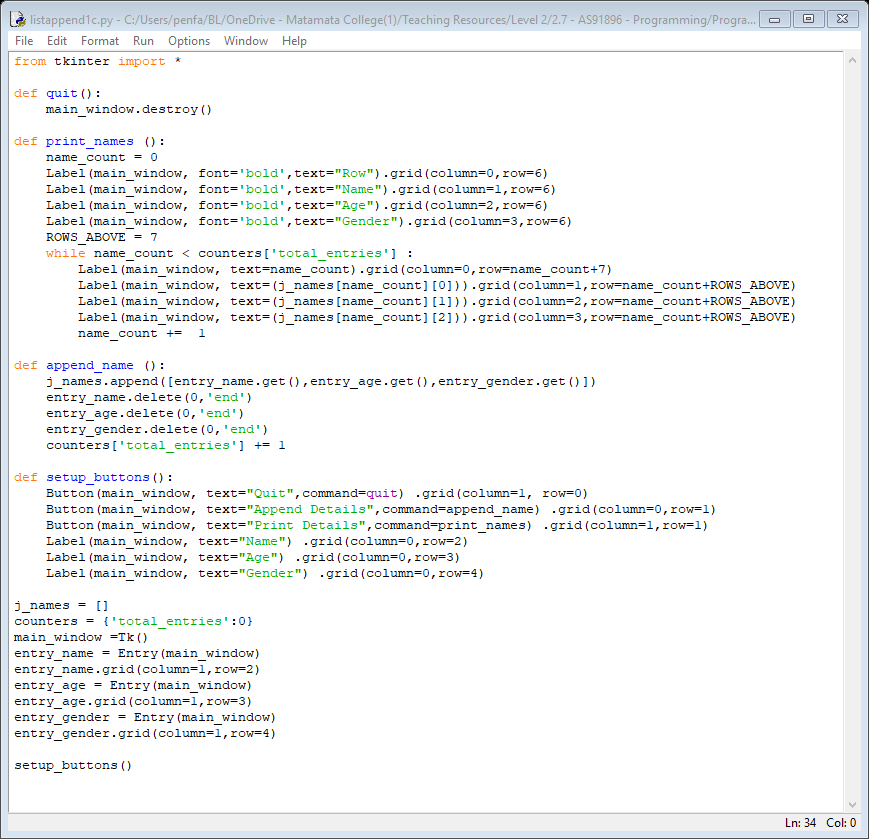 listappend1c.py - C:/Users/penfa/BL/OneDrive - Matamata College(1)/Teaching Resources/Level 2/2.7 - AS91896 - Programming/Progra...
File Edit Format Run Options Window Help
from tkinter import *

def quit():
    main_window.destroy()

def print_names ():
    name_count = 0
    Label(main_window, font='bold',text="Row").grid(column=0,row=6)
    Label(main_window, font='bold',text="Name").grid(column=1,row=6)
    Label(main_window, font='bold',text="Age").grid(column=2,row=6)
    Label(main_window, font='bold',text="Gender").grid(column=3,row=6)
    ROWS_ABOVE = 7
    while name_count < counters['total_entries'] :
        Label(main_window, text=name_count).grid(column=0,row=name_count+7)
        Label(main_window, text=(j_names[name_count][0])).grid(column=1,row=name_count+ROWS_ABOVE)
        Label(main_window, text=(j_names[name_count][1])).grid(column=2,row=name_count+ROWS_ABOVE)
        Label(main_window, text=(j_names[name_count][2])).grid(column=3,row=name_count+ROWS_ABOVE)
        name_count +=  1

def append_name ():
    j_names.append([entry_name.get(),entry_age.get(),entry_gender.get()])
    entry_name.delete(0,'end')
    entry_age.delete(0,'end')
    entry_gender.delete(0,'end')
    counters['total_entries'] += 1

def setup_buttons():
    Button(main_window, text="Quit",command=quit) .grid(column=1, row=0)
    Button(main_window, text="Append Details",command=append_name) .grid(column=0,row=1)
    Button(main_window, text="Print Details",command=print_names) .grid(column=1,row=1)
    Label(main_window, text="Name") .grid(column=0,row=2)
    Label(main_window, text="Age") .grid(column=0,row=3)
    Label(main_window, text="Gender") .grid(column=0,row=4)

j_names = []
counters = {'total_entries':0}
main_window =Tk()
entry_name = Entry(main_window)
entry_name.grid(column=1,row=2)
entry_age = Entry(main_window)
entry_age.grid(column=1,row=3)
entry_gender = Entry(main_window)
entry_gender.grid(column=1,row=4)

setup_buttons()
Ln: 34 Col: 0